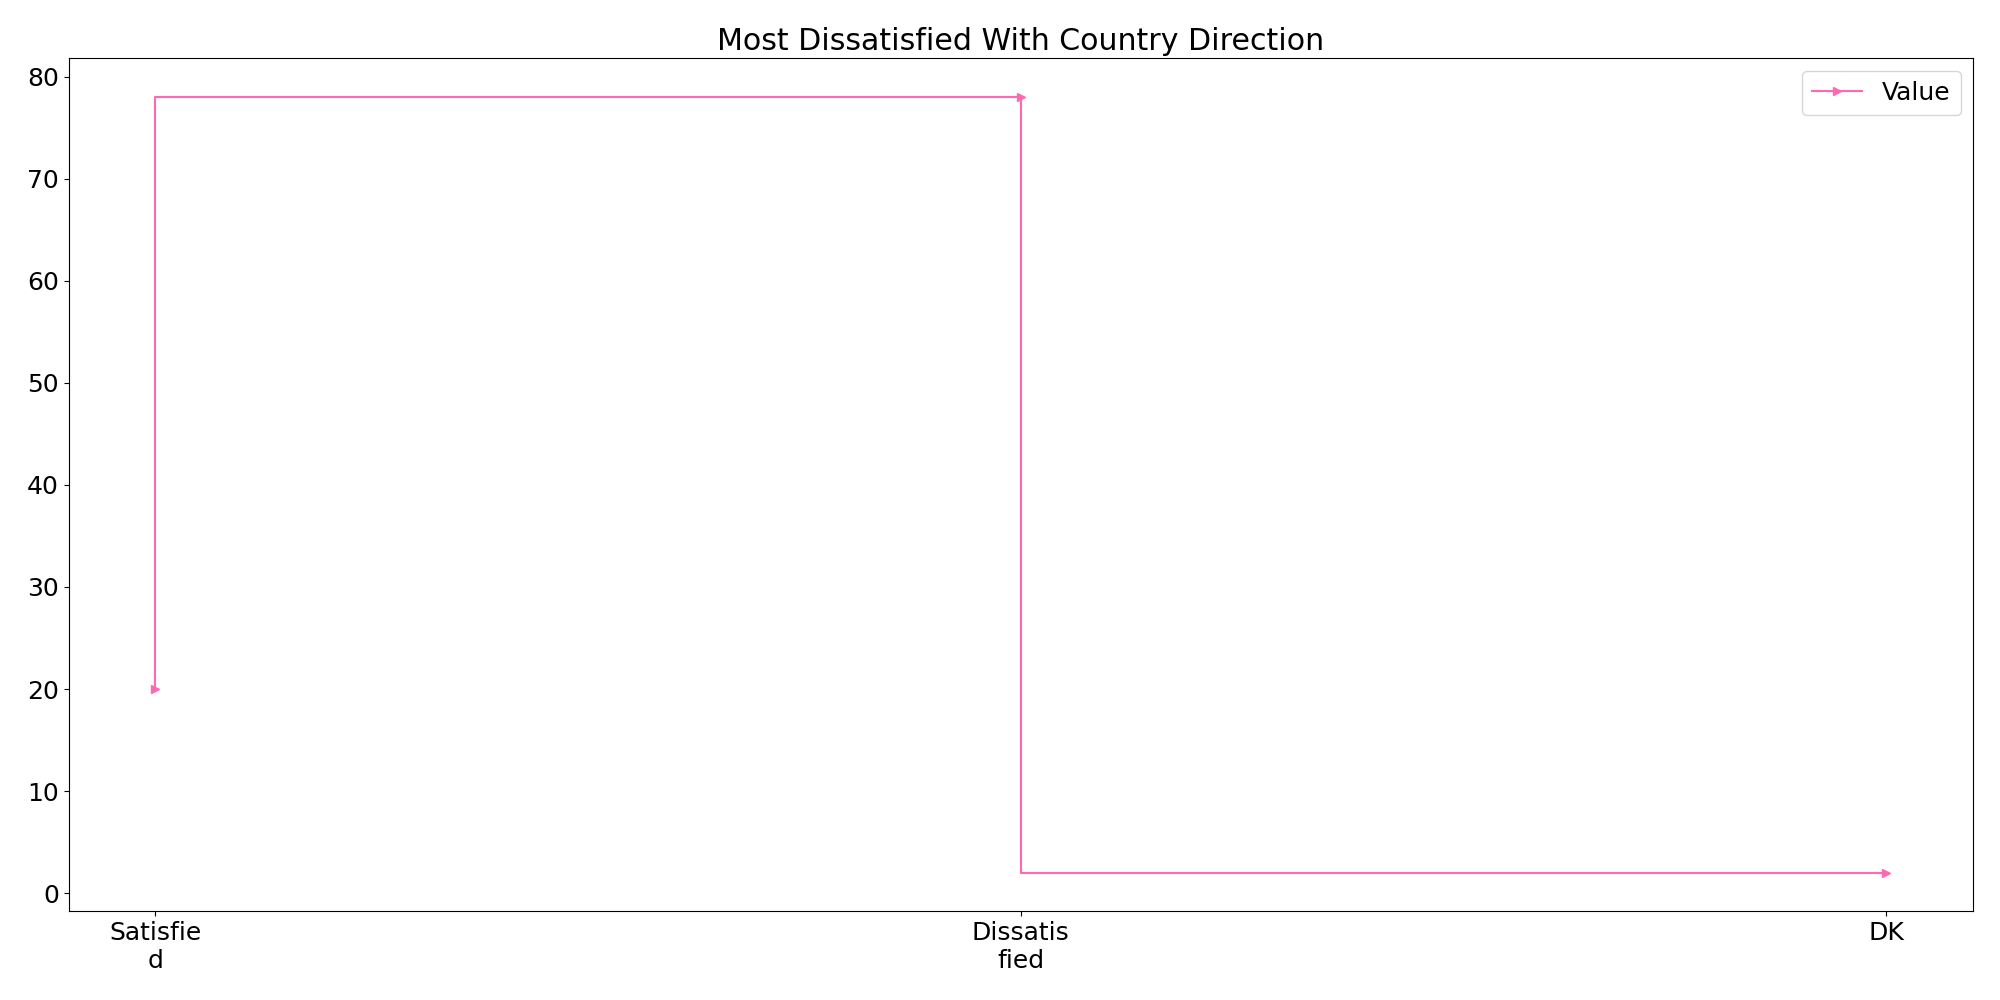 Most Dissatisfied With Country Direction
Value
80
70
60
50
40
30
20
10
0
Satisfie
d
Dissatis
fied
DK